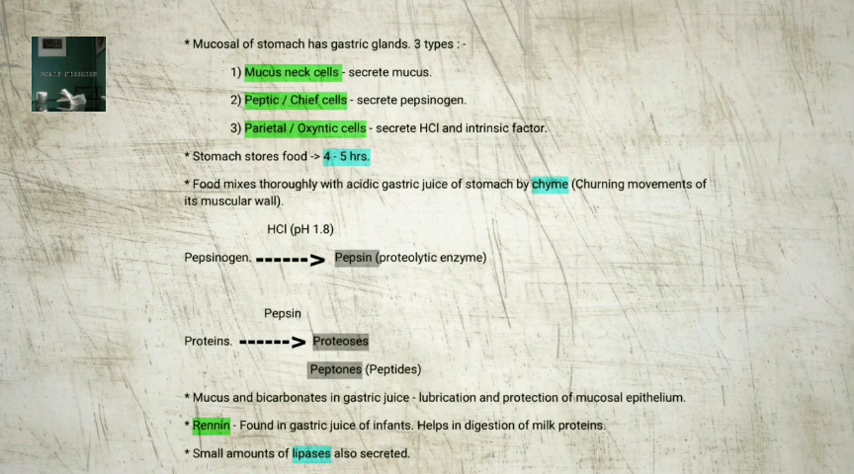 * Mucosal of stomach has gastric glands. 3 types : -
1) Mucus neck cells - secrete mucus.
2) Peptic / Chief cells - secrete pepsinogen.
3) Parietal / Oxyntic cells - secrete HCl and intrinsic factor.
* Stomach stores food -> 4 - 5 hrs.
* Food mixes thoroughly with acidic gastric juice of stomach by chyme (Churning movements of
its muscular wall).
HCl (pH 1.8)
Pepsinogen. ------> Pepsin (proteolytic enzyme)
Pepsin
Proteins. ------> Proteoses
Peptones (Peptides)
* Mucus and bicarbonates in gastric juice - lubrication and protection of mucosal epithelium.
* Rennin - Found in gastric juice of infants. Helps in digestion of milk proteins.
* Small amounts of lipases also secreted.